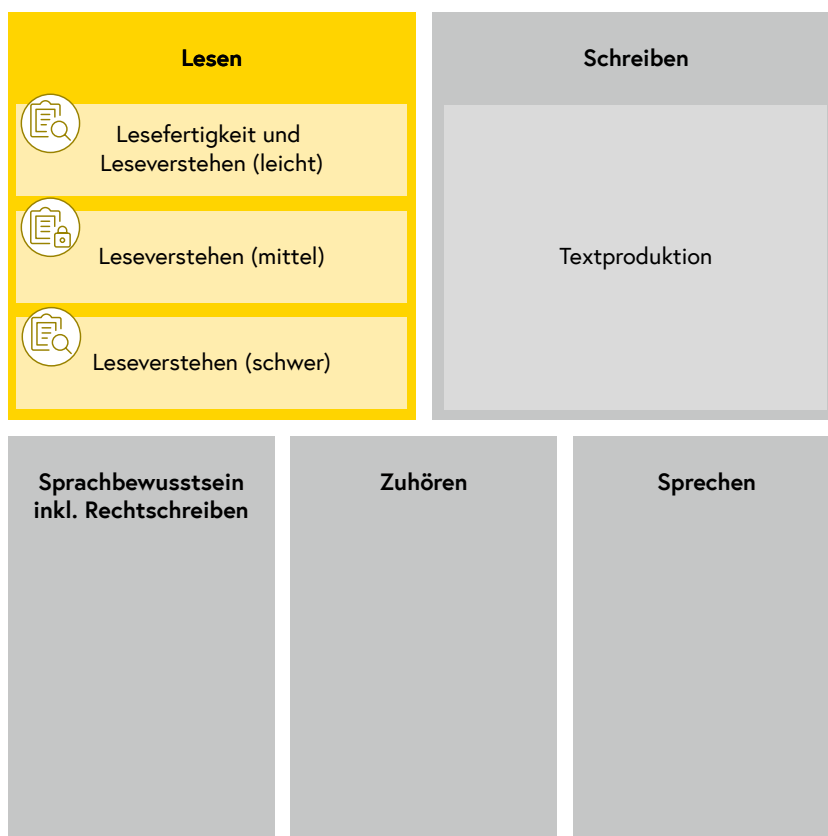 Lesen
Lesefertigkeit und
Leseverstehen (leicht)
Leseverstehen (mittel)
Leseverstehen (schwer)
Schreiben
Textproduktion
Sprachbewusstsein
inkl. Rechtschreiben
Zuhören
Sprechen